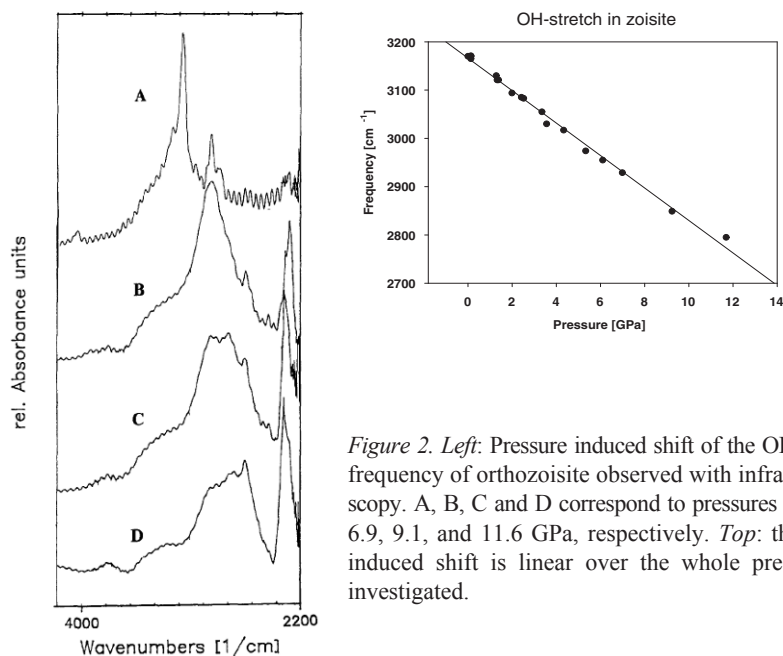 OH-stretch in zoisite
3200
3100
3000
2900
2800
2700
Frequency [cm -1]
0 2 4 6 8 10 12 14
Pressure [GPa]
A
B
C
D
rel. Absorbance units
4000 2200
Wavenumbers [1/cm]
Figure 2. Left: Pressure induced shift of the OH
frequency of orthozoisite observed with infra
scopy. A, B, C and D correspond to pressures
6.9, 9.1, and 11.6 GPa, respectively. Top: th
induced shift is linear over the whole pre
investigated.